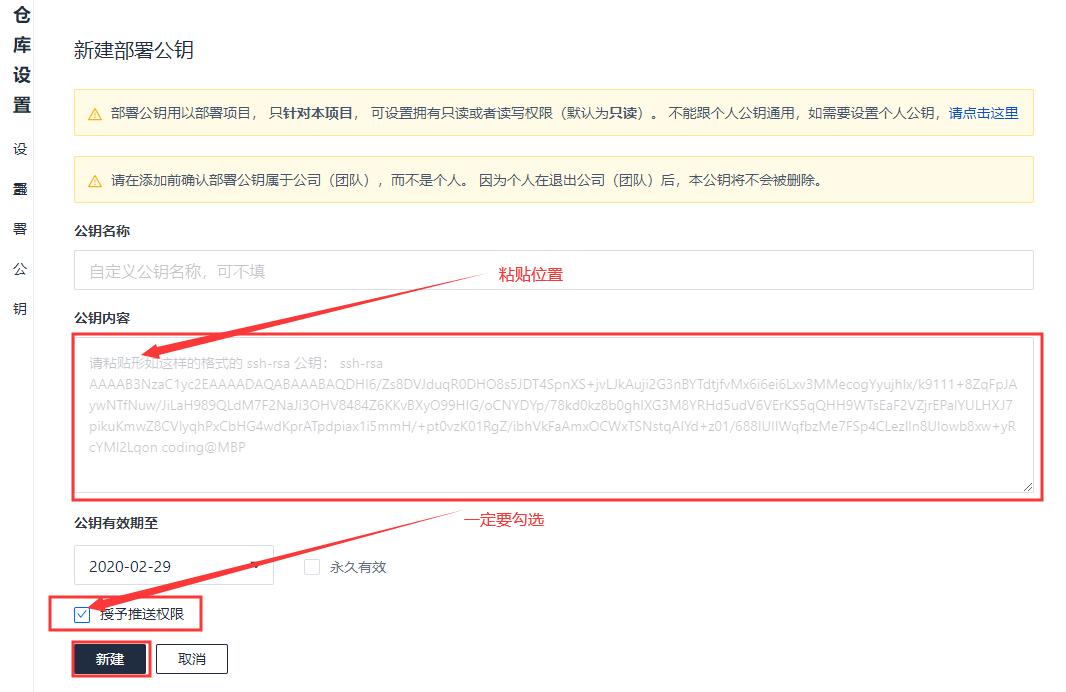 仓
库
设
置
设
置
署
公
钥
新建部署公钥
部署公钥用以部署项目， 只针对本项目， 可设置拥有只读或者读写权限（默认为只读）。 不能跟个人公钥通用，如需要设置个人公钥，请点击这里
请在添加前确认部署公钥属于公司（团队），而不是个人。 因为个人在退出公司（团队）后，本公钥将不会被删除。
公钥名称
自定义公钥名称，可不填
粘贴位置
公钥内容
请粘贴形如这样的格式的 ssh-rsa 公钥： ssh-rsa
AAAAB3NzaC1yc2EAAAADAQABAAABAQDHI6/Zs8DVJduqR0DHO8s5JDT4SpnXS+jvLJkAuji2G3nBYTdtjfvMx6i6ei6Lxv3MMecogYyujhIx/k9111+8ZqFpJA
ywNTfNuw/JiLaH989QLdM7F2NaJi3OHV8484Z6KKvBXyO99HIG/oCNYDYp/78kd0kz8b0ghIXG3M8YRHd5udV6VErKS5qQHH9WTsEaF2VZjrEPaIYULHXJ7
pikuKmwZ8CVlyqhPxCbHG4wdKprATpdpiax1i5mmH/+pt0vzK01RgZ/ibhVkFaAmxOCWxTSNstqAIYd+z01/688IUIIWqfbzMe7FSp4CLezIIn8UIowb8xw+yR
cYMI2Lqon coding@MBP
公钥有效期至
一定要勾选
2020-02-29
永久有效
授予推送权限
新建
取消